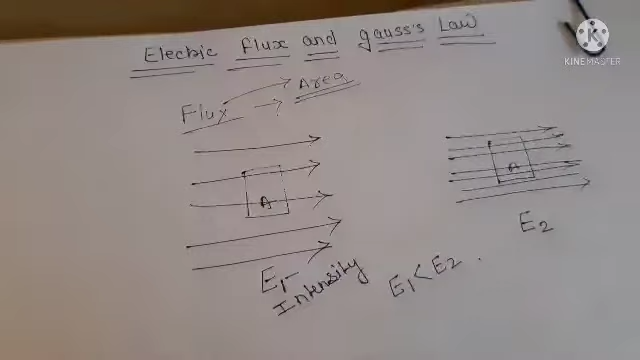 Electric Flux and gauss's Law
KINEMASTER
Flux → Area
A
A
E1
Intensity
E2
E1 < E2 .